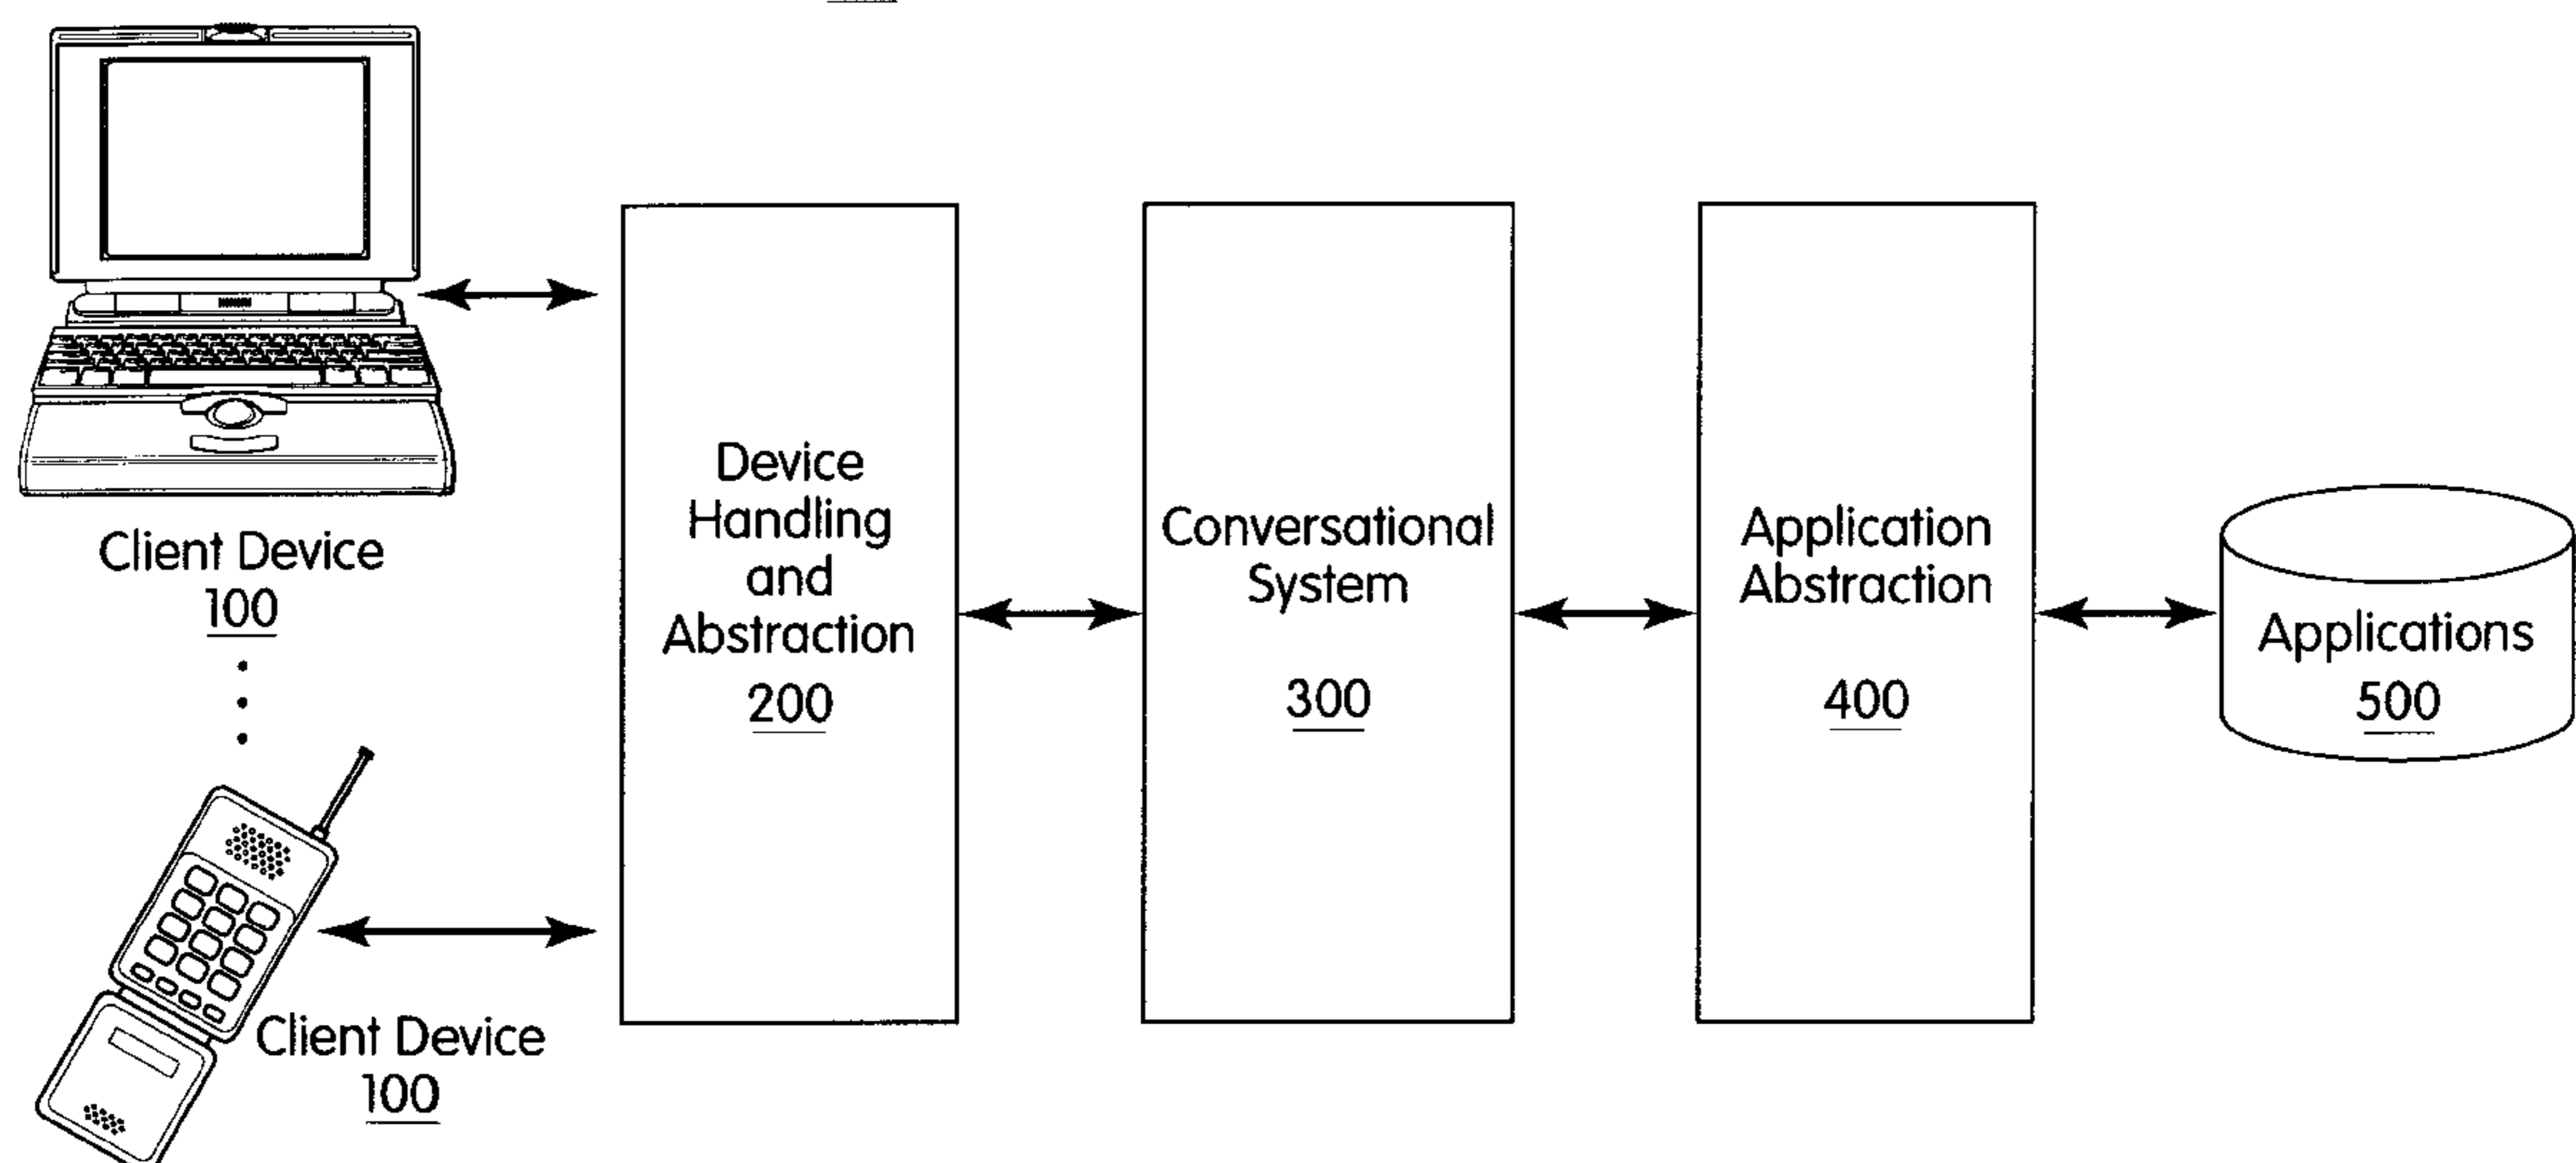 Client Device
100
Device
Handling
and
Abstraction
200
Conversational
System
300
Application
Abstraction
400
Applications
500
Client Device
100